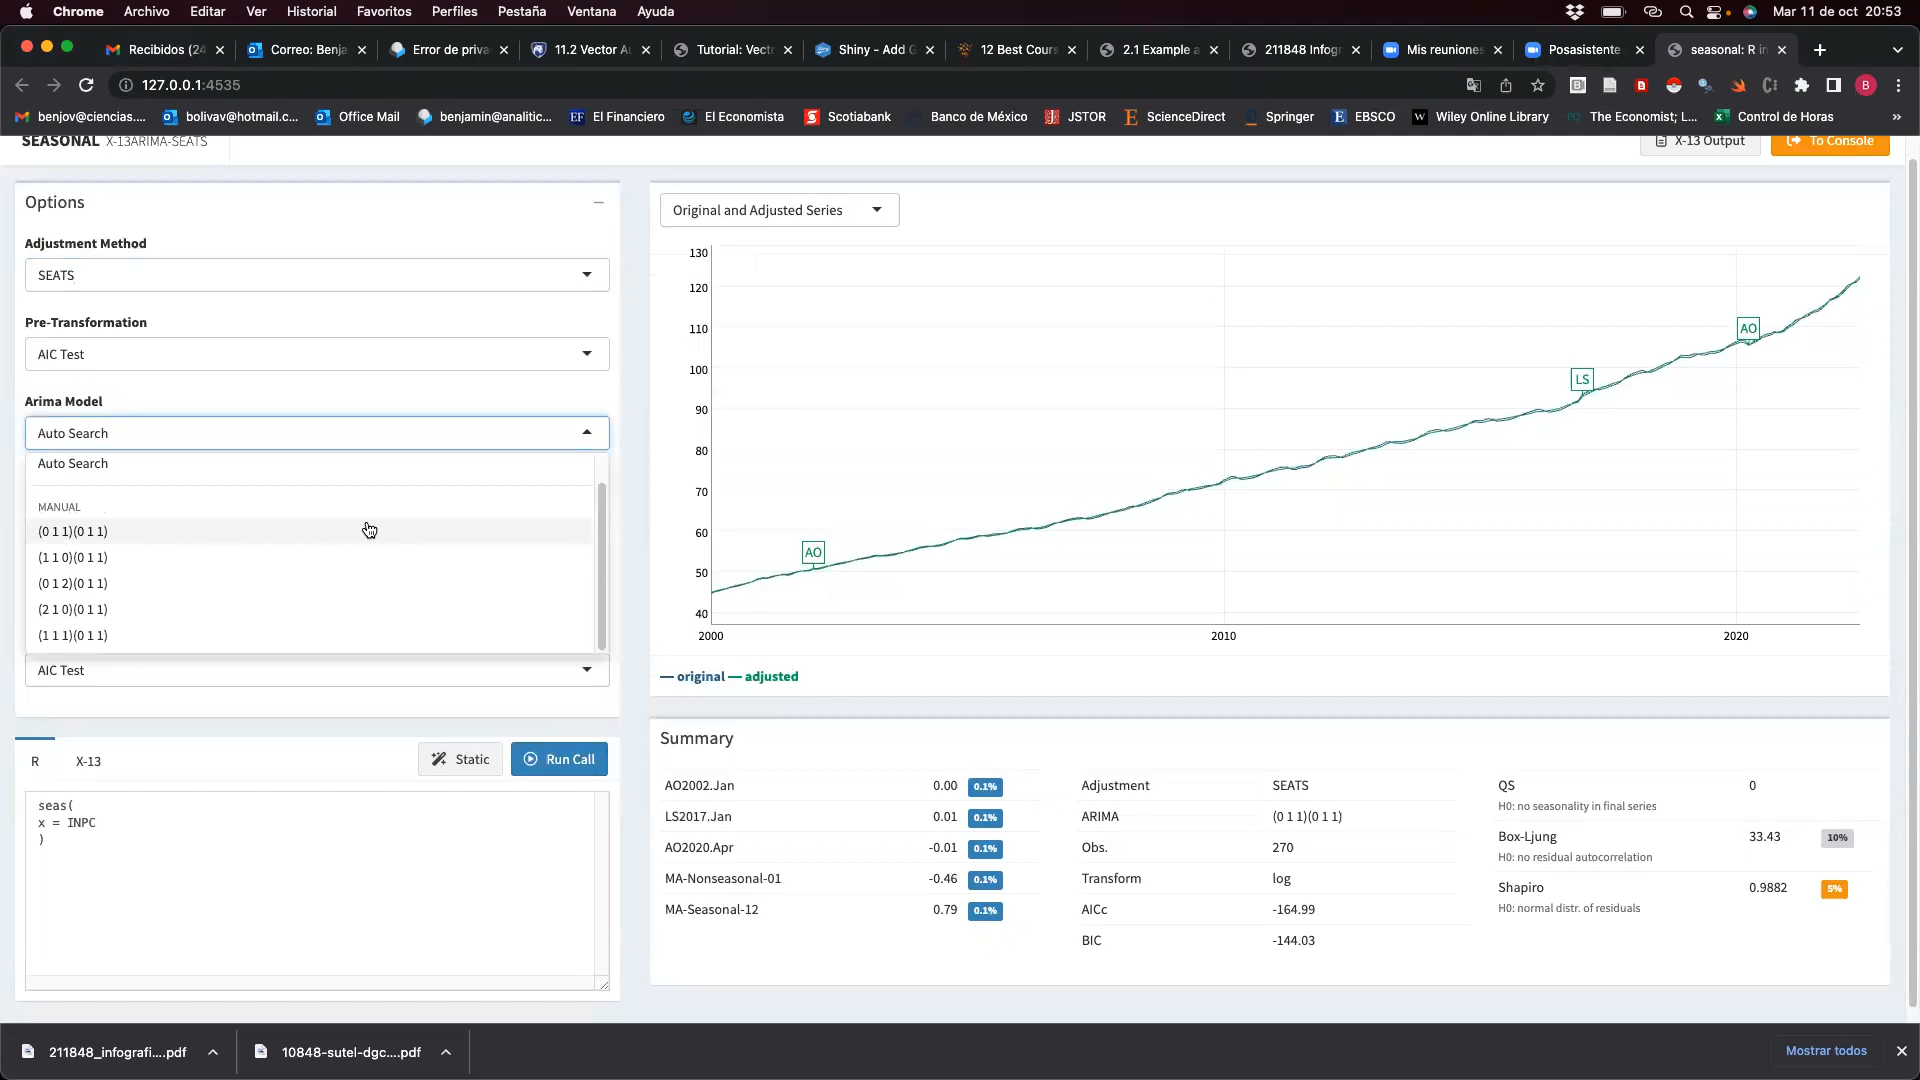 Chrome Archivo Editar Ver Historial Favoritos Perfiles Pestaña Ventana Ayuda Mar 11 de oct 20:53
Recibidos (24 Correo: Benja Error de priva 11.2 Vector Au Tutorial: Vecto Shiny - Add G 12 Best Cours 2.1 Example a 211848 Infogr Mis reuniones Posasistente seasonal: R in
127.0.0.1:4535
benjov@ciencias.... bolivav@hotmail.c... Office Mail benjamin@analitic... El Financiero El Economista Scotiabank Banco de México JSTOR ScienceDirect Springer EBSCO Wiley Online Library The Economist; L... Control de Horas »
SEASONAL X-13ARIMA-SEATS
X-13 Output
To Console
Options
Adjustment Method
SEATS
Pre-Transformation
AIC Test
Arima Model
Auto Search
Auto Search
MANUAL
(0 1 1)(0 1 1)
(1 1 0)(0 1 1)
(0 1 2)(0 1 1)
(2 1 0)(0 1 1)
(1 1 1)(0 1 1)
AIC Test
R X-13 Static Run Call
seas(
x = INPC
)
Original and Adjusted Series
130
120
110
100
90
80
70
60
50
40
AO
LS
AO
2000 2010 2020
original adjusted
Summary
AO2002.Jan 0.00 0.1%
LS2017.Jan 0.01 0.1%
AO2020.Apr -0.01 0.1%
MA-Nonseasonal-01 -0.46 0.1%
MA-Seasonal-12 0.79 0.1%
Adjustment SEATS
ARIMA (0 1 1)(0 1 1)
Obs. 270
Transform log
AICc -164.99
BIC -144.03
QS 0
H0: no seasonality in final series
Box-Ljung 33.43 10%
H0: no residual autocorrelation
Shapiro 0.9882 5%
H0: normal distr. of residuals
211848_infografi....pdf 10848-sutel-dgc....pdf Mostrar todos